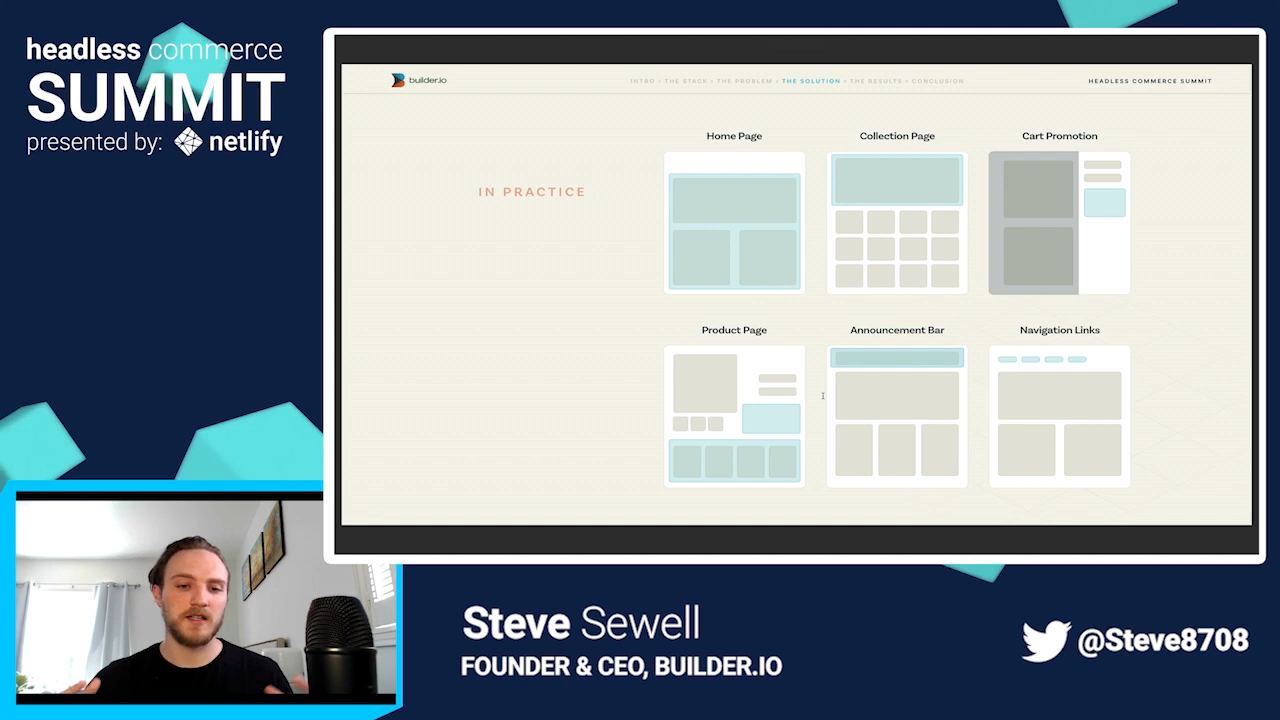 headless commerce
SUMMIT
presented by: netlify
builder.io
INTRO • THE STACK • THE PROBLEM • THE SOLUTION • THE RESULTS • CONCLUSION
HEADLESS COMMERCE SUMMIT
IN PRACTICE
Home Page
Collection Page
Cart Promotion
Product Page
Announcement Bar
Navigation Links
Steve Sewell
FOUNDER & CEO, BUILDER.IO
@Steve8708